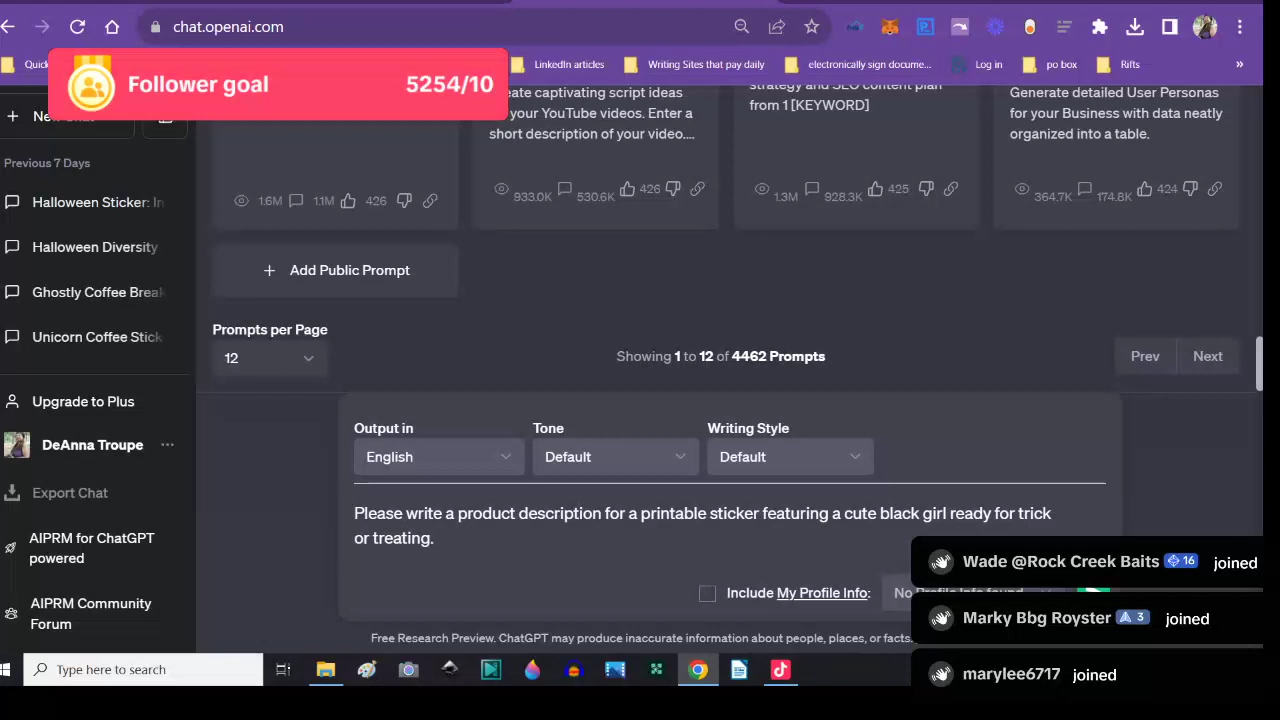 chat.openai.com
LinkedIn articles
Writing Sites that pay daily
electronically sign docume...
Log in
po box
Rifts
»
Quick
Follower goal
5254/10
Previous 7 Days
Halloween Sticker: In
Halloween Diversity
Ghostly Coffee Break
Unicorn Coffee Stick
Upgrade to Plus
DeAnna Troupe
Export Chat
AIPRM for ChatGPT
powered
AIPRM Community
Forum
Create captivating script ideas
your YouTube videos. Enter a
short description of your video....
933.0K
530.6K
426
strategy and SEO content plan
from 1 [KEYWORD]
1.3M
928.3K
425
Generate detailed User Personas
for your Business with data neatly
organized into a table.
364.7K
174.8K
424
1.6M
1.1M
426
+ Add Public Prompt
Prompts per Page
12
Showing 1 to 12 of 4462 Prompts
Prev
Next
Output in
Tone
Writing Style
English
Default
Default
Please write a product description for a printable sticker featuring a cute black girl ready for trick
or treating.
Include My Profile Info:
Free Research Preview. ChatGPT may produce inaccurate information about people, places, or facts.
Wade @Rock Creek Baits 16 joined
Marky Bbg Royster 3 joined
marylee6717 joined
Type here to search